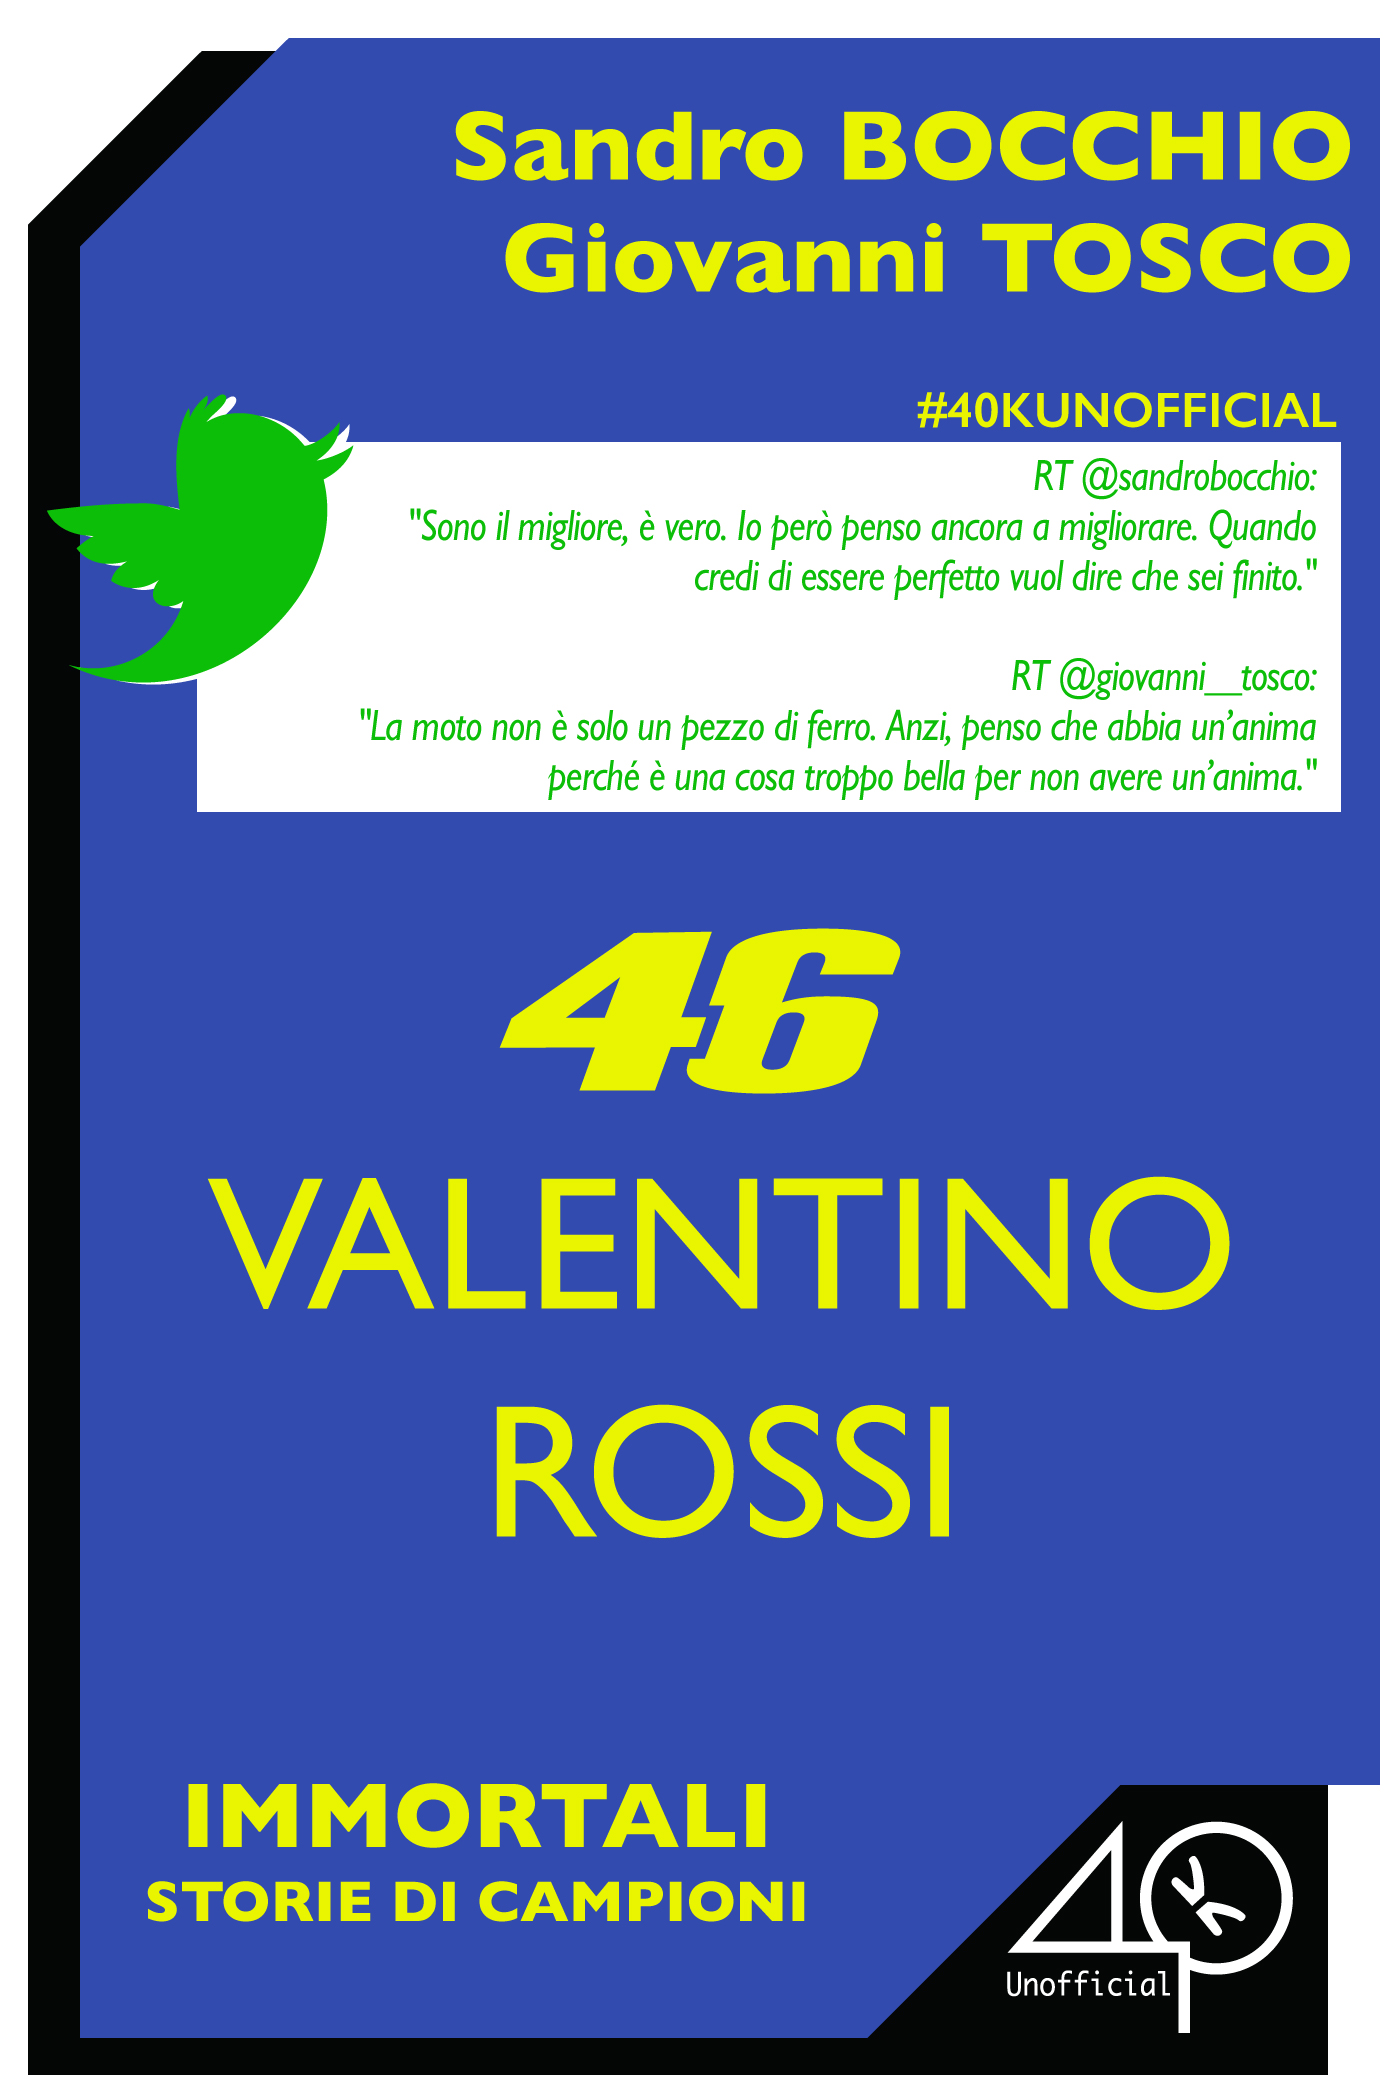 Sandro BOCCHIO
Giovanni TOSCO
#40KUNOFFICIAL
RT @sandrobocchio:
"Sono il migliore, è vero. Io però penso ancora a migliorare. Quando
credi di essere perfetto vuol dire che sei finito."
RT @giovanni__tosco:
"La moto non è solo un pezzo di ferro. Anzi, penso che abbia un’anima
perché è una cosa troppo bella per non avere un’anima."
46
VALENTINO
ROSSI
IMMORTALI
STORIE DI CAMPIONI
40K
Unofficial